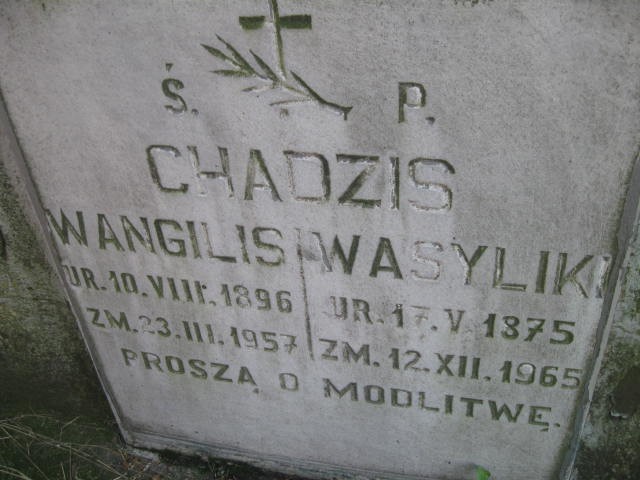 Ś. P.
CHADZIS
WANGILIS WASYLIKI
UR. 10. VIII. 1896 UR. 17. V. 1875
ZM. 23. III. 1957 ZM. 12. XII. 1965
PROSZĄ O MODLITWĘ.